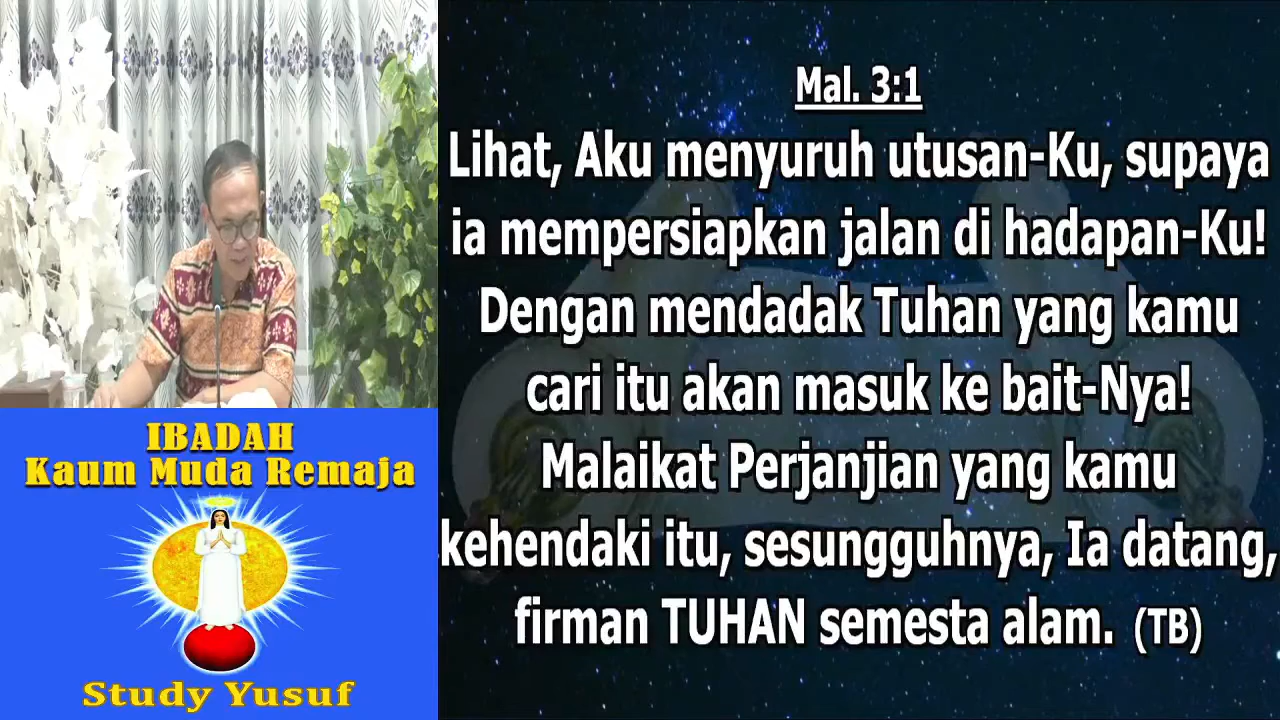 Mal. 3:1
Lihat, Aku menyuruh utusan-Ku, supaya
ia mempersiapkan jalan di hadapan-Ku!
Dengan mendadak Tuhan yang kamu
cari itu akan masuk ke bait-Nya!
Malaikat Perjanjian yang kamu
kehendaki itu, sesungguhnya, Ia datang,
firman TUHAN semesta alam. (TB)
IBADAH
Kaum Muda Remaja
Study Yusuf